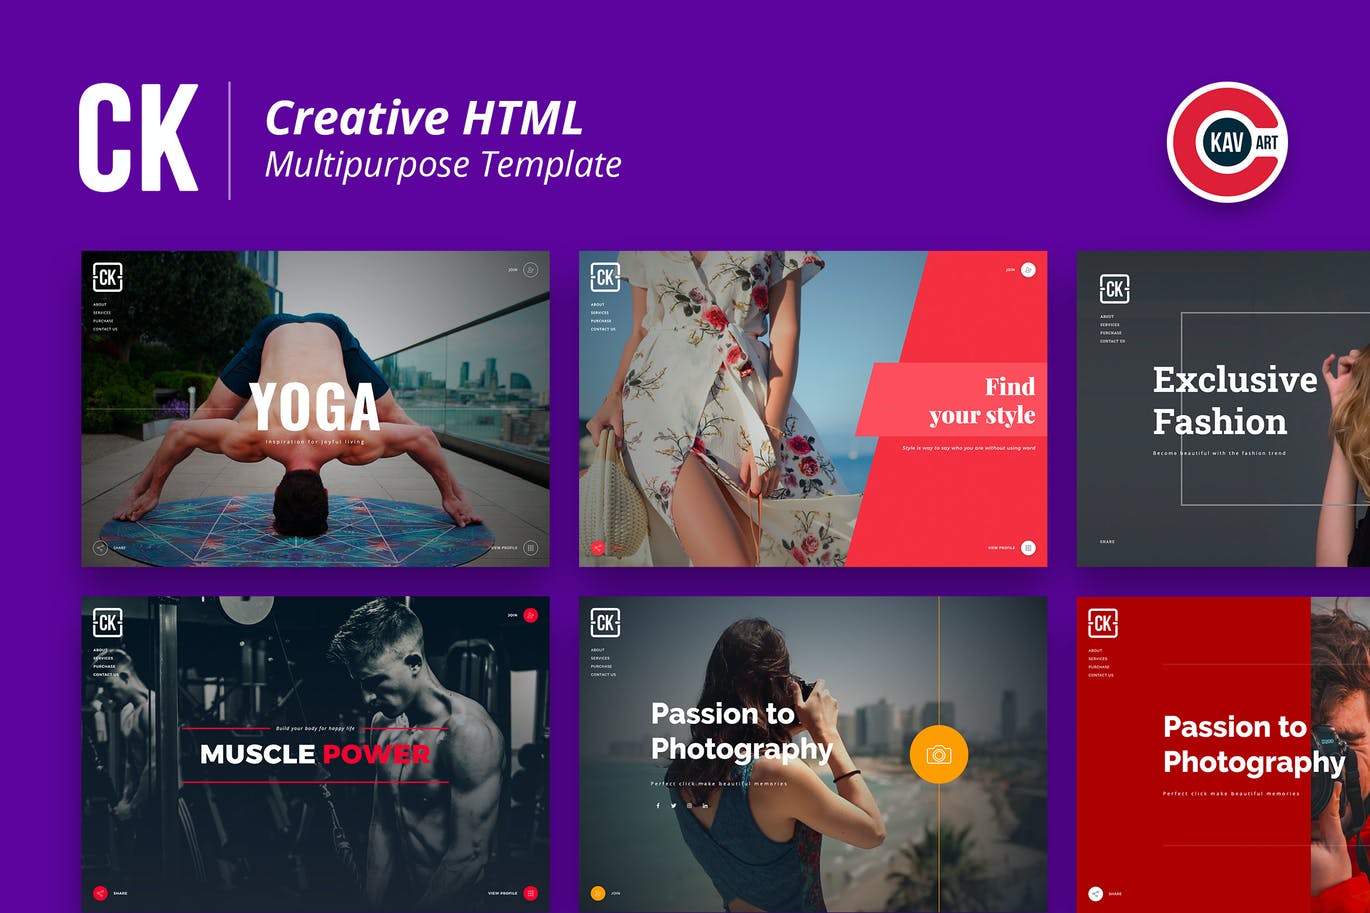 CK
Creative HTML
Multipurpose Template
KAV ART
CK
JOIN
ABOUT
SERVICES
PURCHASE
CONTACT US
YOGA
Inspiration for joyful living
SHARE
VIEW PROFILE
CK
JOIN
ABOUT
SERVICES
PURCHASE
CONTACT US
Find
your style
Style is way to say who you are without using word
VIEW PROFILE
CK
ABOUT
SERVICES
PURCHASE
CONTACT US
Exclusive
Fashion
Become beautiful with the fashion trend
SHARE
CK
JOIN
ABOUT
SERVICES
PURCHASE
CONTACT US
Build your body for happy life
MUSCLE POWER
SHARE
VIEW PROFILE
CK
ABOUT
SERVICES
PURCHASE
CONTACT US
Passion to
Photography
Perfect click make beautiful memories
JOIN
CK
ABOUT
SERVICES
PURCHASE
CONTACT US
Passion to
Photography
Perfect click make beautiful memories
SHARE